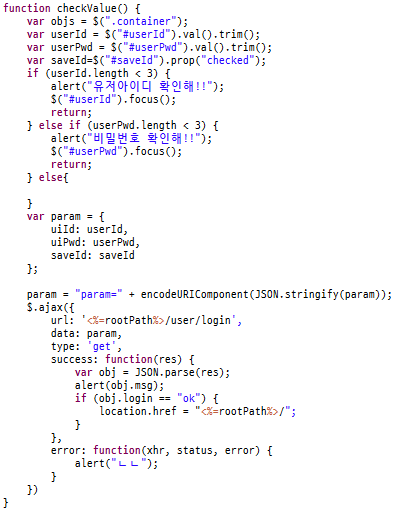 function checkValue() {
    var objs = $(".container");
    var userId = $("#userId").val().trim();
    var userPwd = $("#userPwd").val().trim();
    var saveId=$("#saveId").prop("checked");
    if (userId.length < 3) {
        alert("유저아이디 확인해!!");
        $("#userId").focus();
        return;
    } else if (userPwd.length < 3) {
        alert("비밀번호 확인해!!");
        $("#userPwd").focus();
        return;
    } else{

    }
    var param = {
        uiId: userId,
        uiPwd: userPwd,
        saveId: saveId
    };

    param = "param=" + encodeURIComponent(JSON.stringify(param));
    $.ajax({
        url: '<%=rootPath%>/user/login',
        data: param,
        type: 'get',
        success: function(res) {
            var obj = JSON.parse(res);
            alert(obj.msg);
            if (obj.login == "ok") {
                location.href = "<%=rootPath%>/";
            }
        },
        error: function(xhr, status, error) {
            alert("ㄴㄴ");
        }
    })
}